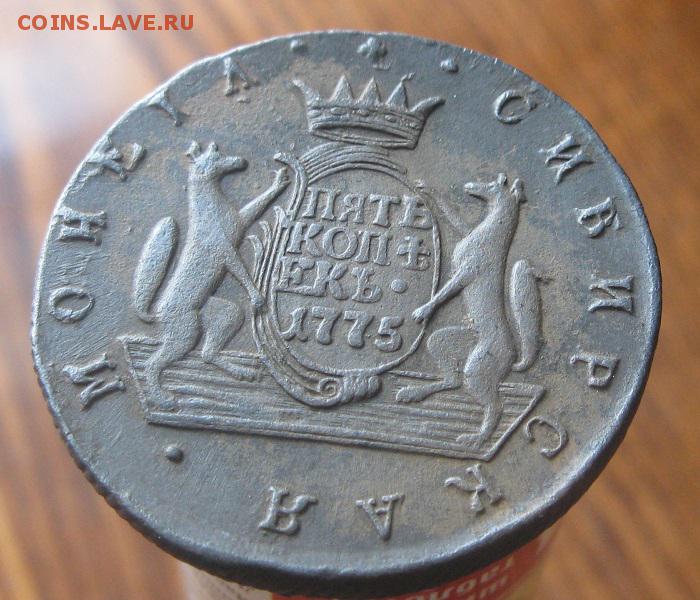 COINS.LAVE.RU
СИБИРСКАЯ · МОНЕТА
ПЯТЬ
КОПѢ
ЕКЪ ·
1775